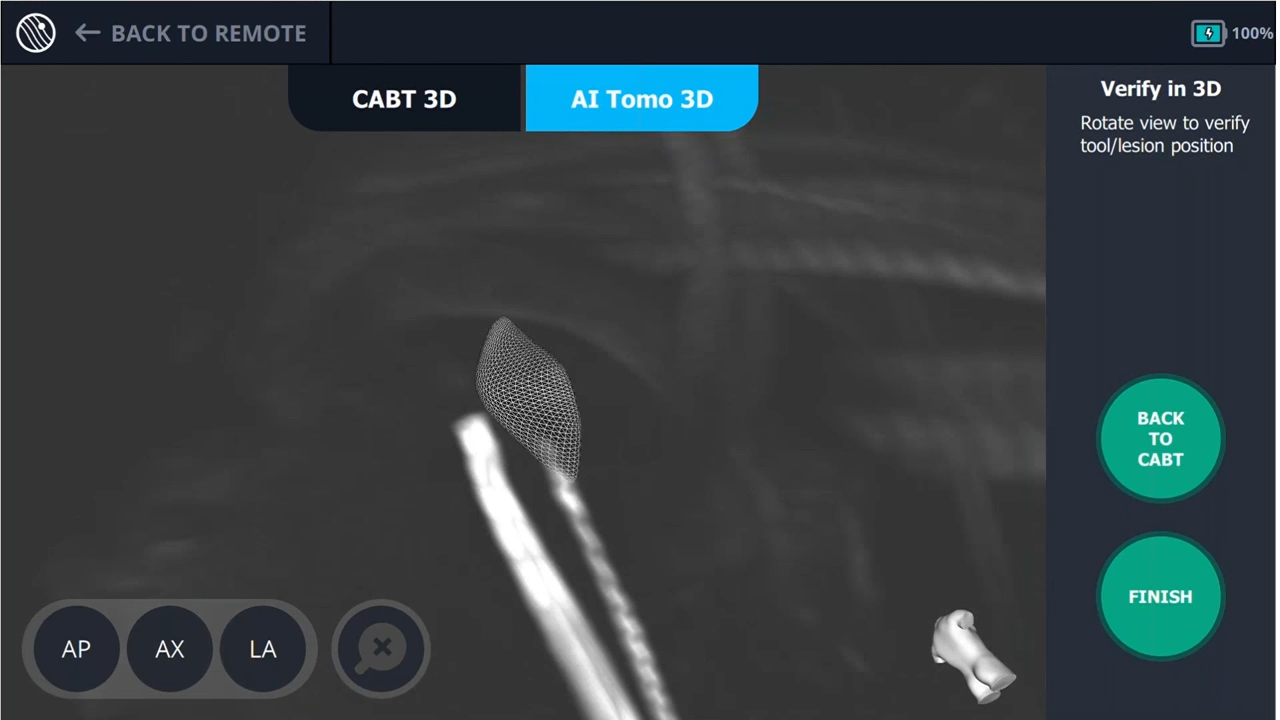 BACK TO REMOTE
100%
CABT 3D
AI Tomo 3D
Verify in 3D
Rotate view to verify
tool/lesion position
BACK
TO
CABT
FINISH
AP
AX
LA